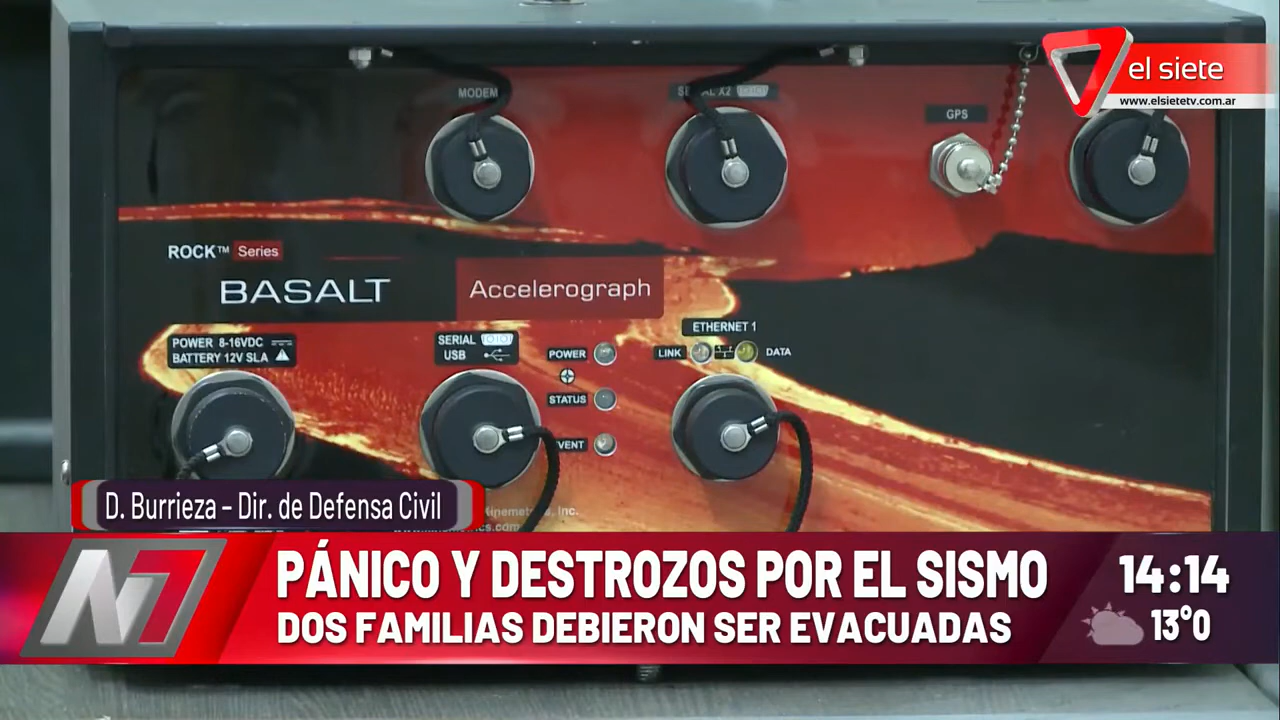 el siete
www.elsietetv.com.ar
MODEM
GPS
ROCK™ Series
BASALT
Accelerograph
ETHERNET 1
POWER 8-16VDC
BATTERY 12V SLA
SERIAL
USB
POWER
LINK
DATA
STATUS
Inc.
D. Burrieza - Dir. de Defensa Civil
N7
PÁNICO Y DESTROZOS POR EL SISMO
DOS FAMILIAS DEBIERON SER EVACUADAS
14:14
13°0